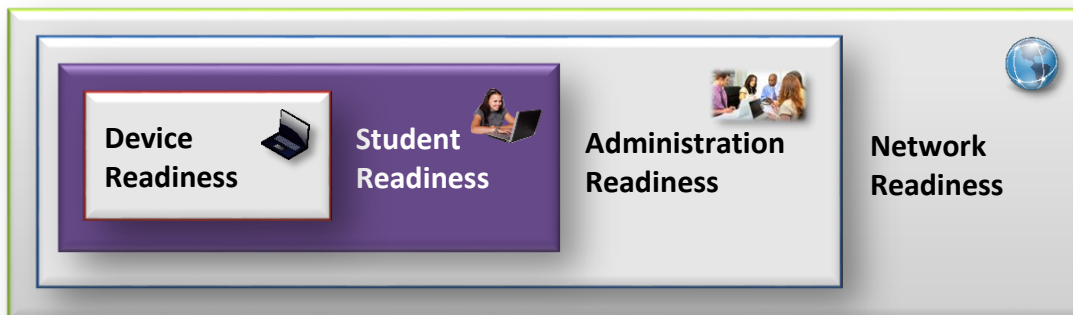 Device
Readiness
Student
Readiness
Administration
Readiness
Network
Readiness